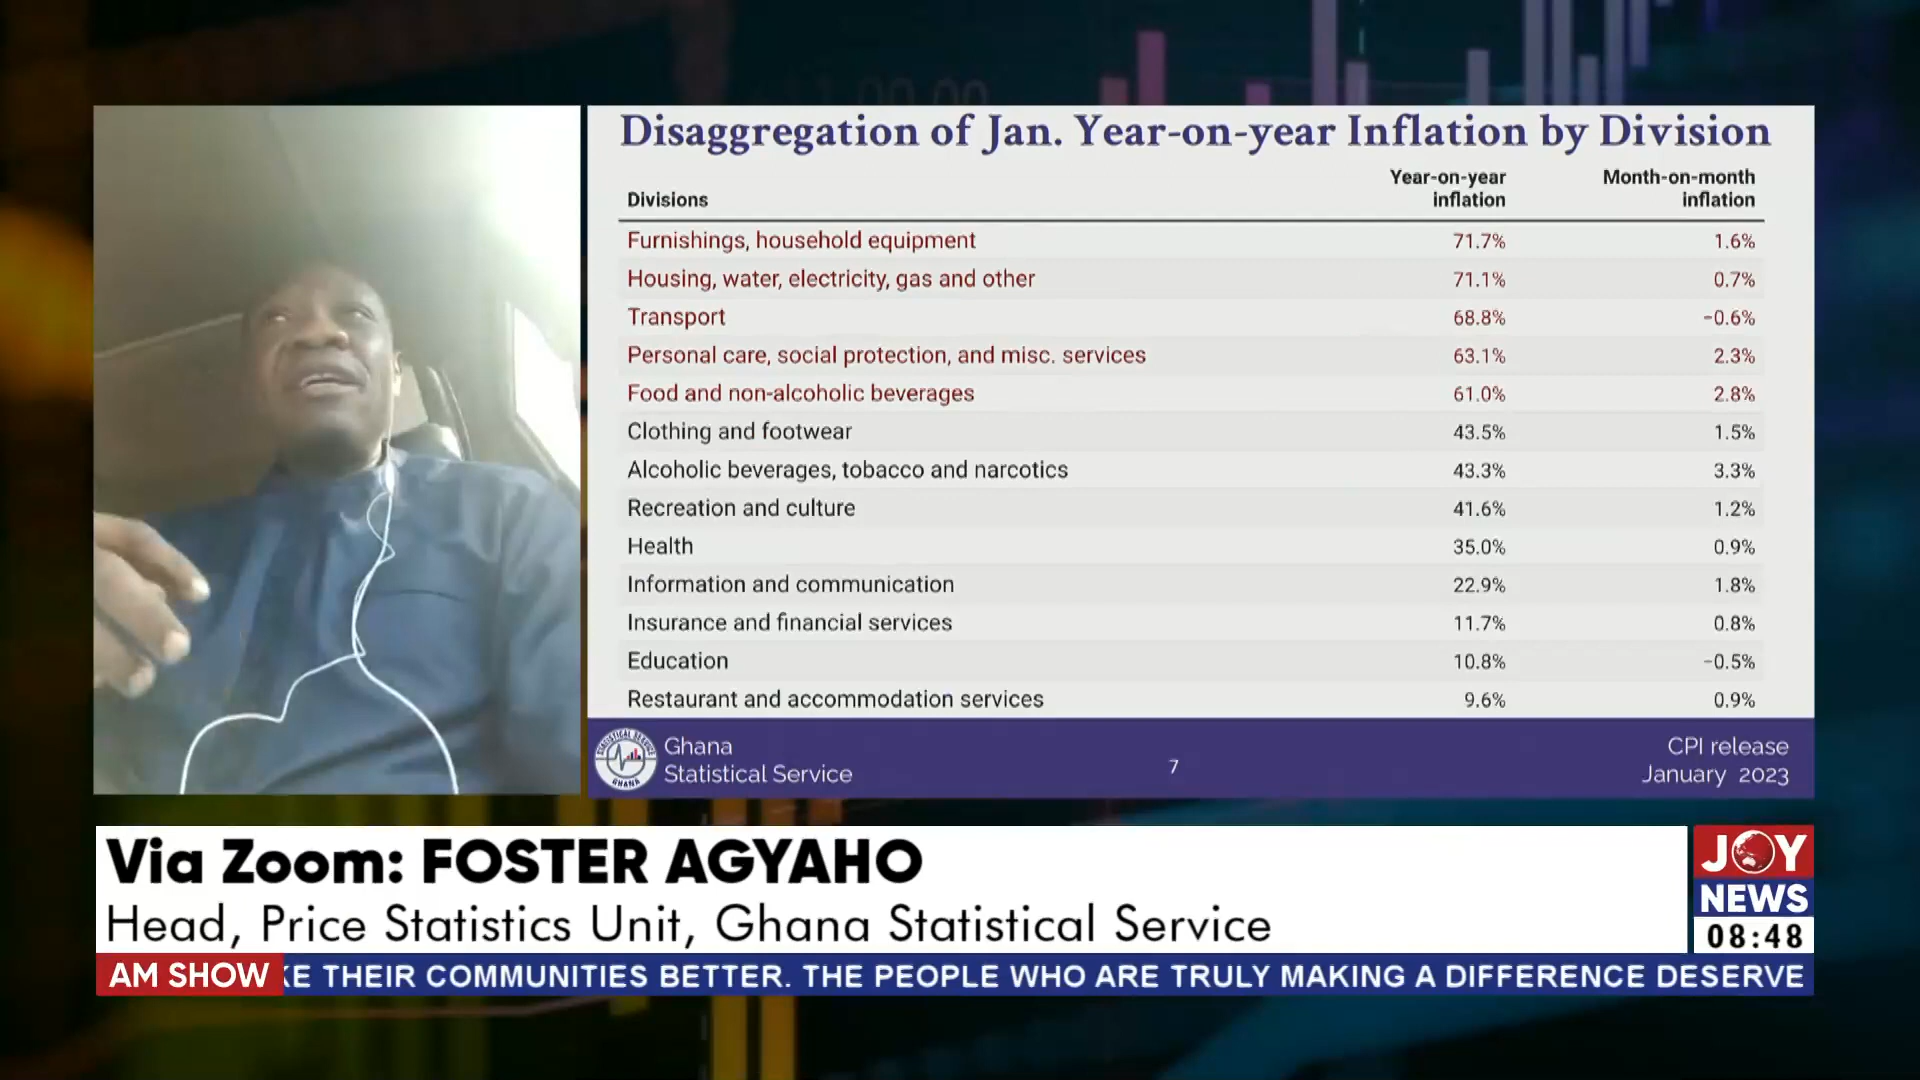 Disaggregation of Jan. Year-on-year Inflation by Division
Divisions Year-on-year inflation Month-on-month inflation
Furnishings, household equipment 71.7% 1.6%
Housing, water, electricity, gas and other 71.1% 0.7%
Transport 68.8% -0.6%
Personal care, social protection, and misc. services 63.1% 2.3%
Food and non-alcoholic beverages 61.0% 2.8%
Clothing and footwear 43.5% 1.5%
Alcoholic beverages, tobacco and narcotics 43.3% 3.3%
Recreation and culture 41.6% 1.2%
Health 35.0% 0.9%
Information and communication 22.9% 1.8%
Insurance and financial services 11.7% 0.8%
Education 10.8% -0.5%
Restaurant and accommodation services 9.6% 0.9%
STATISTICAL SERVICE
GHANA
Ghana
Statistical Service
7
CPI release
January 2023
Via Zoom: FOSTER AGYAHO
Head, Price Statistics Unit, Ghana Statistical Service
JOY
NEWS
08:48
AM SHOW KE THEIR COMMUNITIES BETTER. THE PEOPLE WHO ARE TRULY MAKING A DIFFERENCE DESERVE